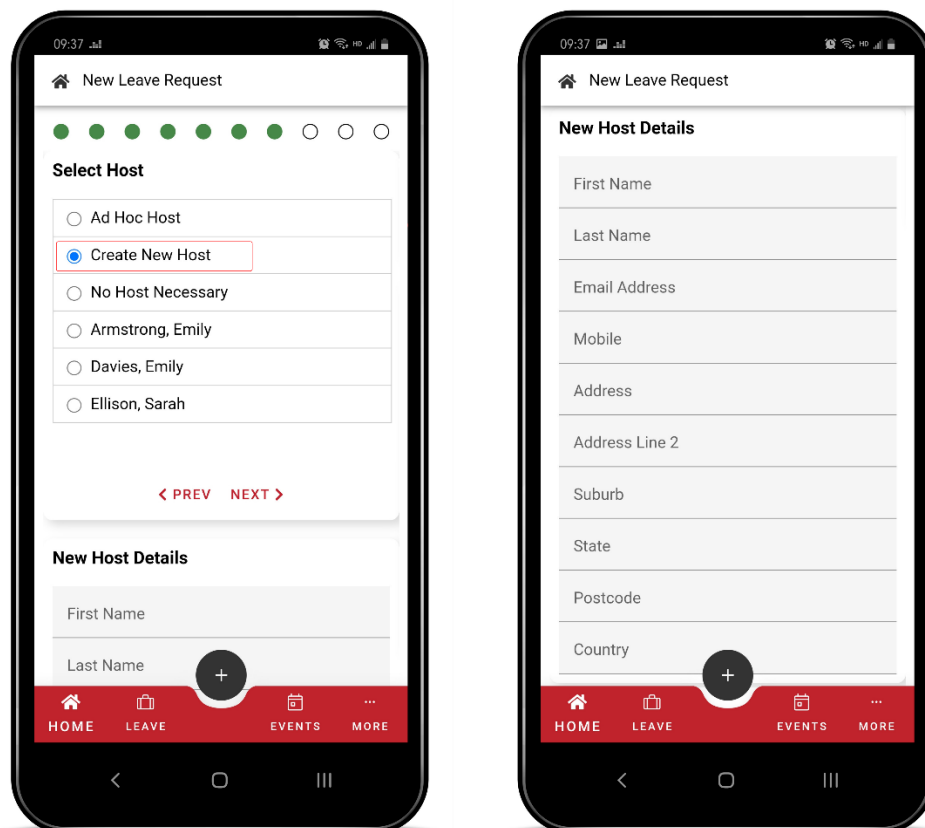 09:37
HD
New Leave Request
Select Host
Ad Hoc Host
Create New Host
No Host Necessary
Armstrong, Emily
Davies, Emily
Ellison, Sarah
PREV NEXT
New Host Details
First Name
Last Name
+
HOME LEAVE EVENTS MORE
09:37
HD
New Leave Request
New Host Details
First Name
Last Name
Email Address
Mobile
Address
Address Line 2
Suburb
State
Postcode
Country
+
HOME LEAVE EVENTS MORE